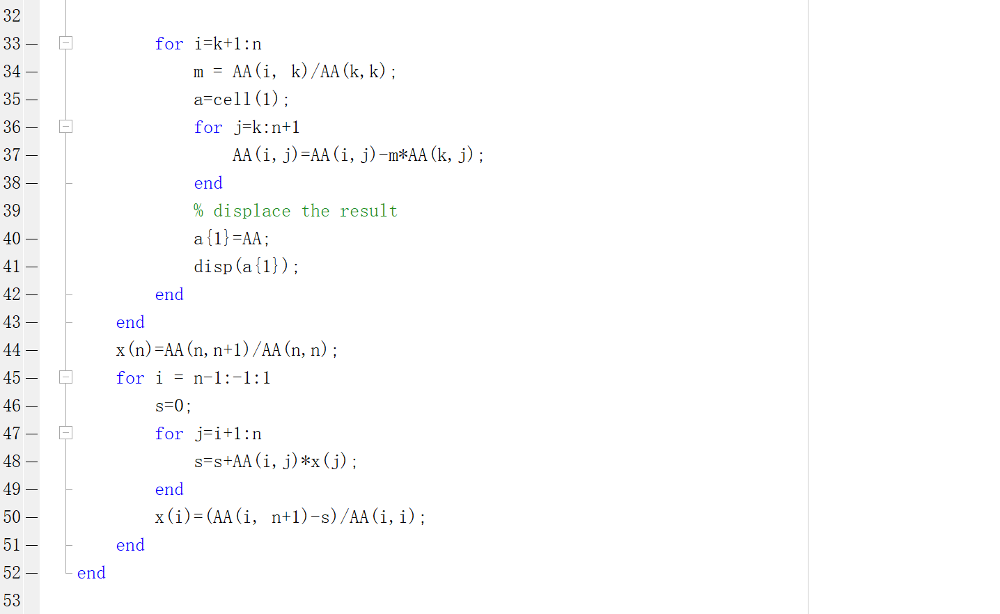 32
33 — for i=k+1:n
34 — m = AA(i, k)/AA(k,k);
35 — a=cell(1);
36 — for j=k:n+1
37 — AA(i,j)=AA(i,j)-m*AA(k,j);
38 — end
39 % displace the result
40 — a{1}=AA;
41 — disp(a{1});
42 — end
43 — end
44 — x(n)=AA(n,n+1)/AA(n,n);
45 — for i = n-1:-1:1
46 — s=0;
47 — for j=i+1:n
48 — s=s+AA(i,j)*x(j);
49 — end
50 — x(i)=(AA(i, n+1)-s)/AA(i,i);
51 — end
52 — end
53